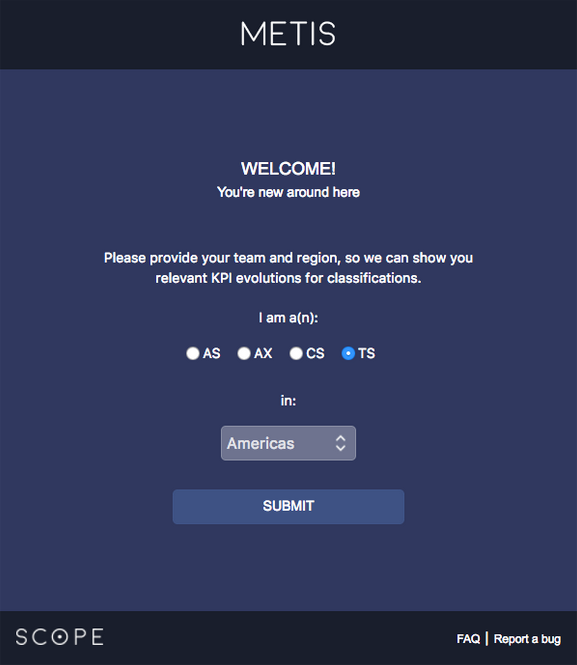 METIS
WELCOME!
You're new around here
Please provide your team and region, so we can show you
relevant KPI evolutions for classifications.
I am a(n):
AS AX CS TS
in:
Americas
SUBMIT
SCOPE
FAQ | Report a bug